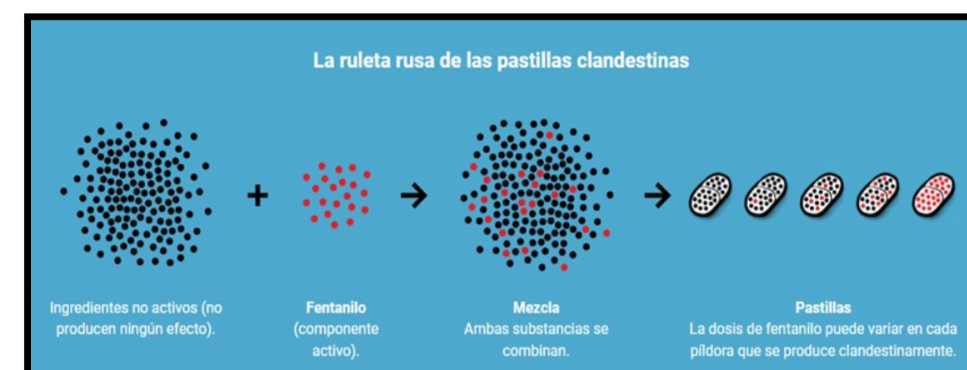 La ruleta rusa de las pastillas clandestinas
Ingredientes no activos (no
producen ningún efecto).
Fentanilo
(componente
activo).
Mezcla
Ambas substancias se
combinan.
Pastillas
La dosis de fentanilo puede variar en cada
píldora que se produce clandestinamente.